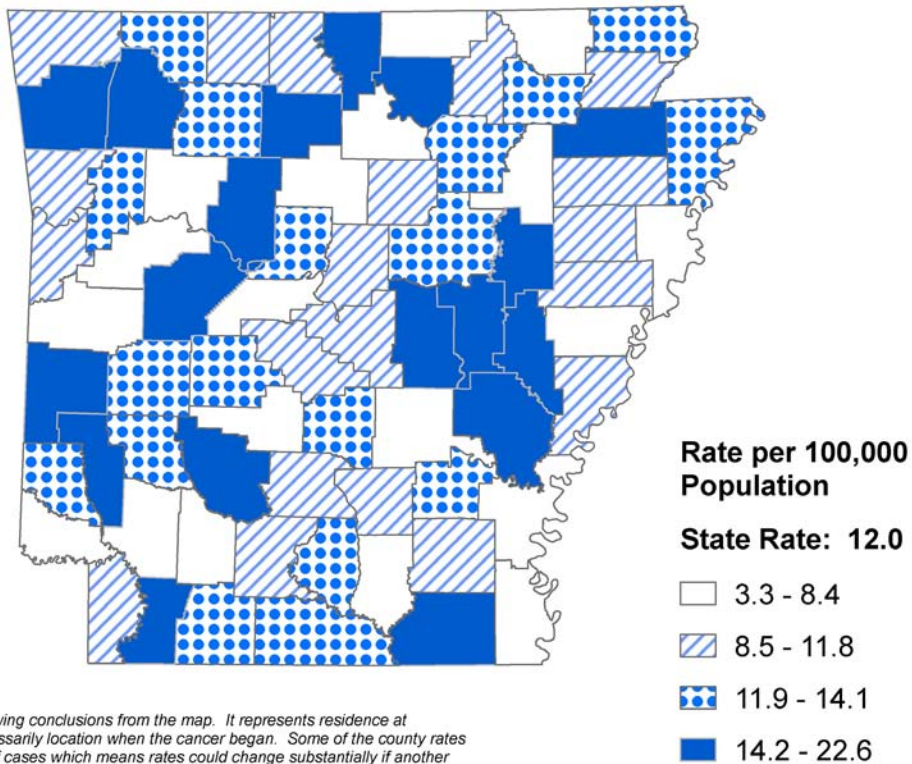 Rate per 100,000
Population
State Rate: 12.0
3.3 - 8.4
8.5 - 11.8
11.9 - 14.1
14.2 - 22.6
conclusions from the map. It represents residence at
location when the cancer began. Some of the county rates
cases which means rates could change substantially if another